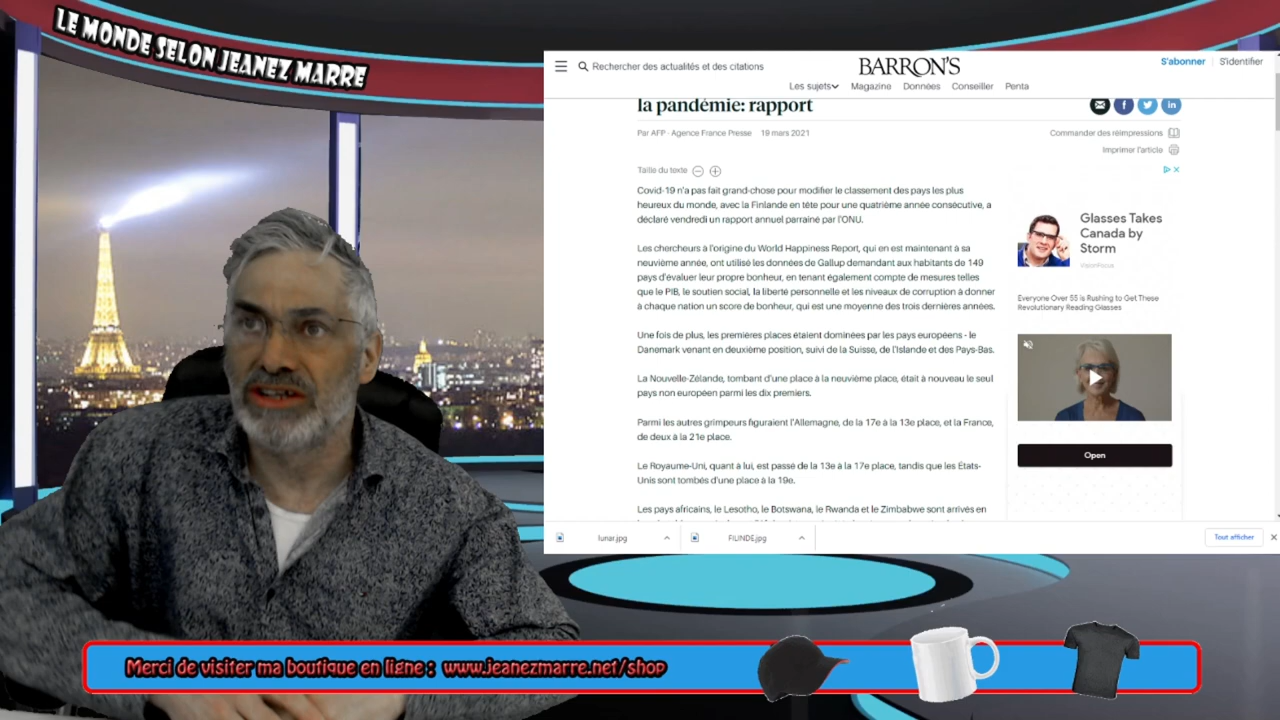 LE MONDE SELON JEANEZ MARRE
Rechercher des actualités et des citations
BARRON'S
S'abonner
S'identifier
Les sujets
Magazine
Données
Conseiller
Penta
la pandémie: rapport
Par AFP - Agence France Presse 19 mars 2021
Commander des réimpressions
Imprimer l'article
Taille du texte
Covid-19 n'a pas fait grand-chose pour modifier le classement des pays les plus
heureux du monde, avec la Finlande en tête pour une quatrième année consécutive, a
déclaré vendredi un rapport annuel parrainé par l'ONU.
Les chercheurs à l'origine du World Happiness Report, qui en est maintenant à sa
neuvième année, ont utilisé les données de Gallup demandant aux habitants de 149
pays d'évaluer leur propre bonheur, en tenant également compte de mesures telles
que le PIB, le soutien social, la liberté personnelle et les niveaux de corruption à donner
à chaque nation un score de bonheur, qui est une moyenne des trois dernières années.
Une fois de plus, les premières places étaient dominées par les pays européens - le
Danemark venant en deuxième position, suivi de la Suisse, de l'Islande et des Pays-Bas.
La Nouvelle-Zélande, tombant d'une place à la neuvième place, était à nouveau le seul
pays non européen parmi les dix premiers.
Parmi les autres grimpeurs figuraient l'Allemagne, de la 17e à la 13e place, et la France,
de deux à la 21e place.
Le Royaume-Uni, quant à lui, est passé de la 13e à la 17e place, tandis que les États-
Unis sont tombés d'une place à la 19e.
Les pays africains, le Lesotho, le Botswana, le Rwanda et le Zimbabwe sont arrivés en
Glasses Takes
Canada by
Storm
VisionFocus
Everyone Over 55 is Rushing to Get These
Revolutionary Reading Glasses
Open
lunar.jpg
FILINDE.jpg
Tout afficher
Merci de visiter ma boutique en ligne : www.jeanezmarre.net/shop